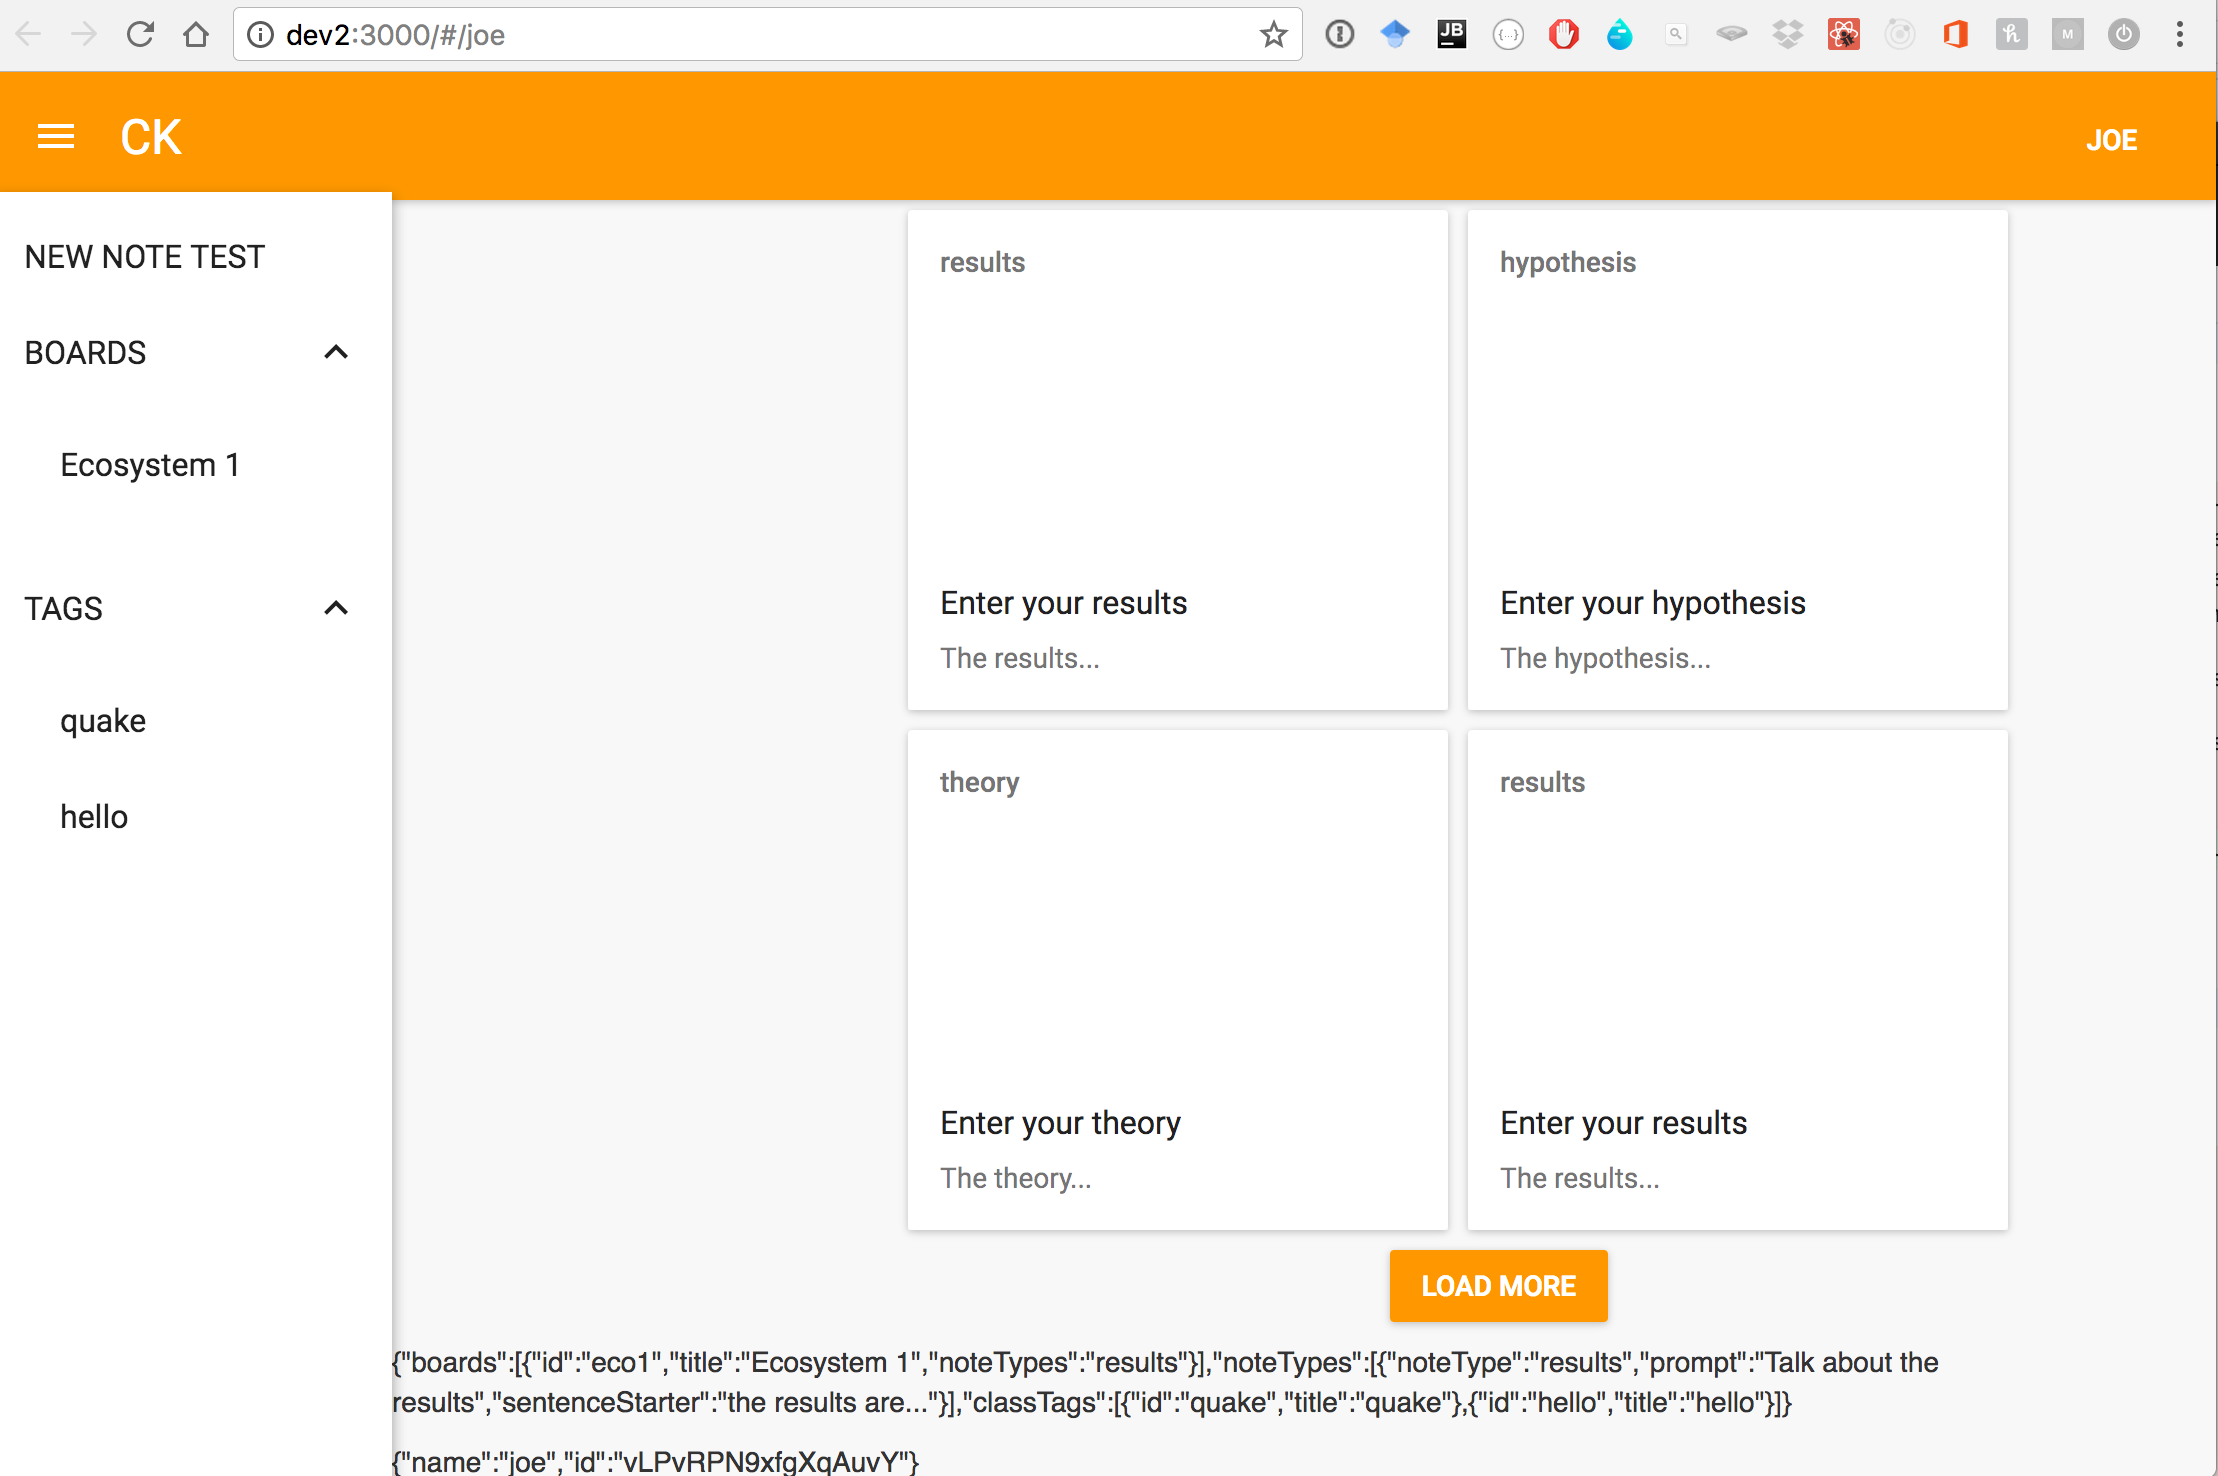 dev2:3000/#/joe
CK
JOE
NEW NOTE TEST
BOARDS
Ecosystem 1
TAGS
quake
hello
results
Enter your results
The results...
hypothesis
Enter your hypothesis
The hypothesis...
theory
Enter your theory
The theory...
results
Enter your results
The results...
LOAD MORE
{"boards":[{"id":"eco1","title":"Ecosystem 1","noteTypes":"results"}],"noteTypes":[{"noteType":"results","prompt":"Talk about the
results","sentenceStarter":"the results are..."}],"classTags":[{"id":"quake","title":"quake"},{"id":"hello","title":"hello"}]}
{"name":"joe","id":"vLPvRPN9xfgXqAuvY"}